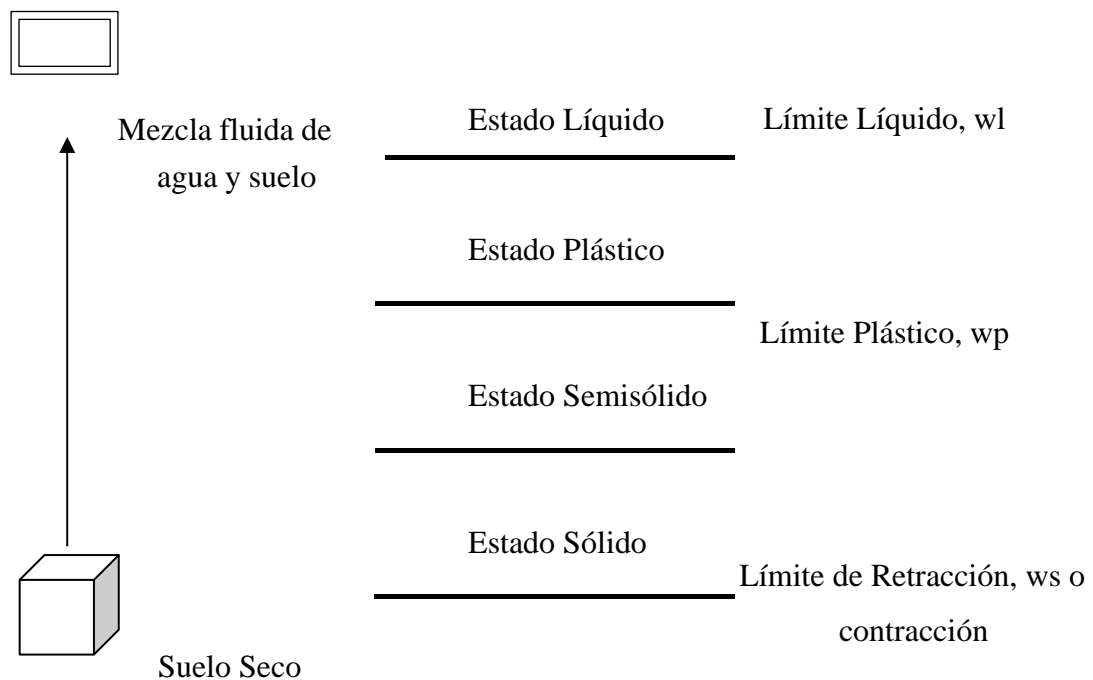 Mezcla fluida de
agua y suelo
Estado Líquido
Límite Líquido, wl
Estado Plástico
Límite Plástico, wp
Estado Semisólido
Estado Sólido
Límite de Retracción, ws o
contracción
Suelo Seco